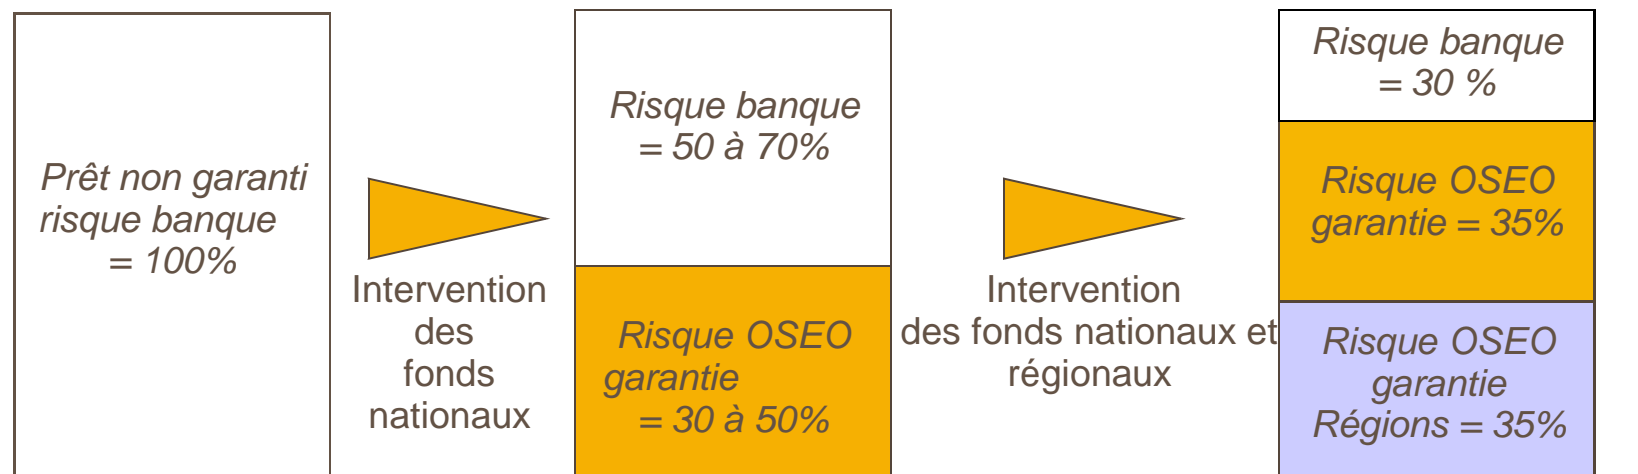 Prêt non garanti
risque banque
= 100%
Intervention
des
fonds
nationaux
Risque banque
= 50 à 70%
Risque OSEO
garantie
= 30 à 50%
Intervention
des fonds nationaux et
régionaux
Risque banque
= 30 %
Risque OSEO
garantie = 35%
Risque OSEO
garantie
Régions = 35%